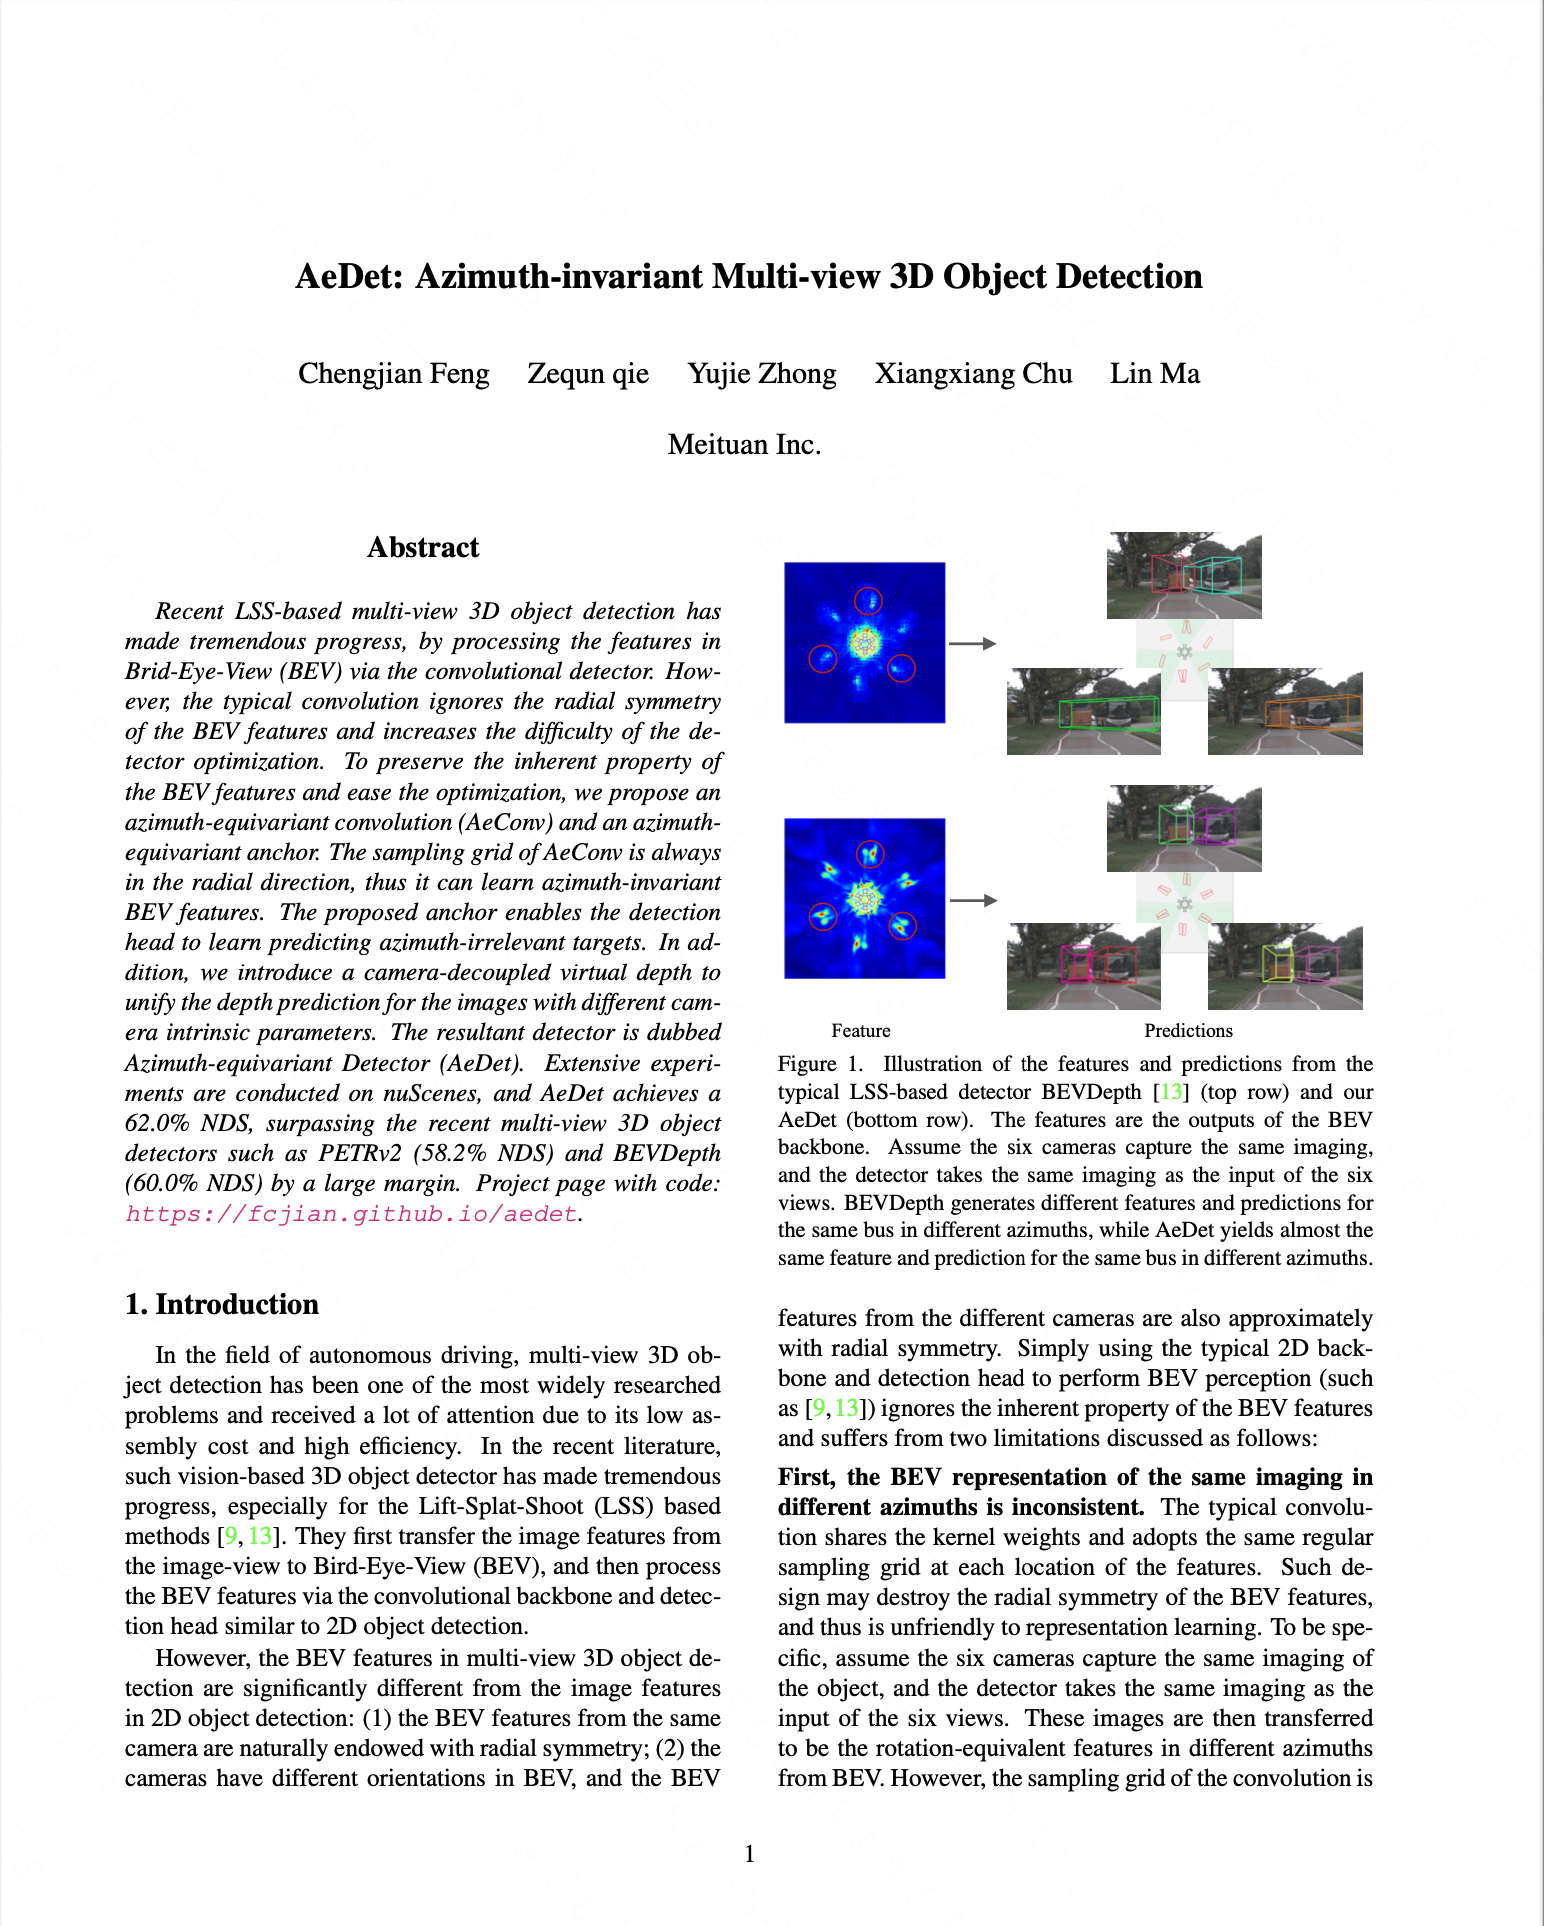 AeDet: Azimuth-invariant Multi-view 3D Object Detection
Chengjian Feng Zequn qie Yujie Zhong Xiangxiang Chu Lin Ma
Meituan Inc.
Abstract
Recent LSS-based multi-view 3D object detection has
made tremendous progress, by processing the features in
Brid-Eye-View (BEV) via the convolutional detector. How-
ever, the typical convolution ignores the radial symmetry
of the BEV features and increases the difficulty of the de-
tector optimization. To preserve the inherent property of
the BEV features and ease the optimization, we propose an
azimuth-equivariant convolution (AeConv) and an azimuth-
equivariant anchor. The sampling grid of AeConv is always
in the radial direction, thus it can learn azimuth-invariant
BEV features. The proposed anchor enables the detection
head to learn predicting azimuth-irrelevant targets. In ad-
dition, we introduce a camera-decoupled virtual depth to
unify the depth prediction for the images with different cam-
era intrinsic parameters. The resultant detector is dubbed
Azimuth-equivariant Detector (AeDet). Extensive experi-
ments are conducted on nuScenes, and AeDet achieves a
62.0% NDS, surpassing the recent multi-view 3D object
detectors such as PETRv2 (58.2% NDS) and BEVDepth
(60.0% NDS) by a large margin. Project page with code:
https://fcjian.github.io/aedet.
1. Introduction
In the field of autonomous driving, multi-view 3D ob-
ject detection has been one of the most widely researched
problems and received a lot of attention due to its low as-
sembly cost and high efficiency. In the recent literature,
such vision-based 3D object detector has made tremendous
progress, especially for the Lift-Splat-Shoot (LSS) based
methods [9, 13]. They first transfer the image features from
the image-view to Bird-Eye-View (BEV), and then process
the BEV features via the convolutional backbone and detec-
tion head similar to 2D object detection.
However, the BEV features in multi-view 3D object de-
tection are significantly different from the image features
in 2D object detection: (1) the BEV features from the same
camera are naturally endowed with radial symmetry; (2) the
cameras have different orientations in BEV, and the BEV
Feature Predictions
Figure 1. Illustration of the features and predictions from the
typical LSS-based detector BEVDepth [13] (top row) and our
AeDet (bottom row). The features are the outputs of the BEV
backbone. Assume the six cameras capture the same imaging,
and the detector takes the same imaging as the input of the six
views. BEVDepth generates different features and predictions for
the same bus in different azimuths, while AeDet yields almost the
same feature and prediction for the same bus in different azimuths.
features from the different cameras are also approximately
with radial symmetry. Simply using the typical 2D back-
bone and detection head to perform BEV perception (such
as [9, 13]) ignores the inherent property of the BEV features
and suffers from two limitations discussed as follows:
First, the BEV representation of the same imaging in
different azimuths is inconsistent. The typical convolu-
tion shares the kernel weights and adopts the same regular
sampling grid at each location of the features. Such de-
sign may destroy the radial symmetry of the BEV features,
and thus is unfriendly to representation learning. To be spe-
cific, assume the six cameras capture the same imaging of
the object, and the detector takes the same imaging as the
input of the six views. These images are then transferred
to be the rotation-equivalent features in different azimuths
from BEV. However, the sampling grid of the convolution is
1